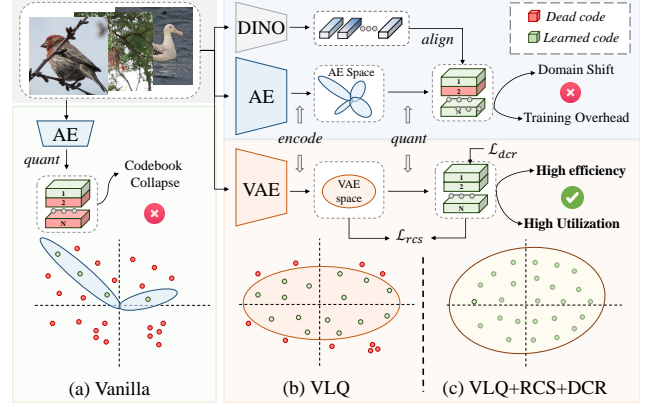 DINO
align
Dead code
Learned code
AE
AE Space
1
2
N
Domain Shift
Training Overhead
encode
quant
AE
quant
Codebook
Collapse
1
2
N
VAE
VAE
space
1
2
N
ℒdcr
ℒrcs
High efficiency
High Utilization
(a) Vanilla
(b) VLQ
(c) VLQ+RCS+DCR